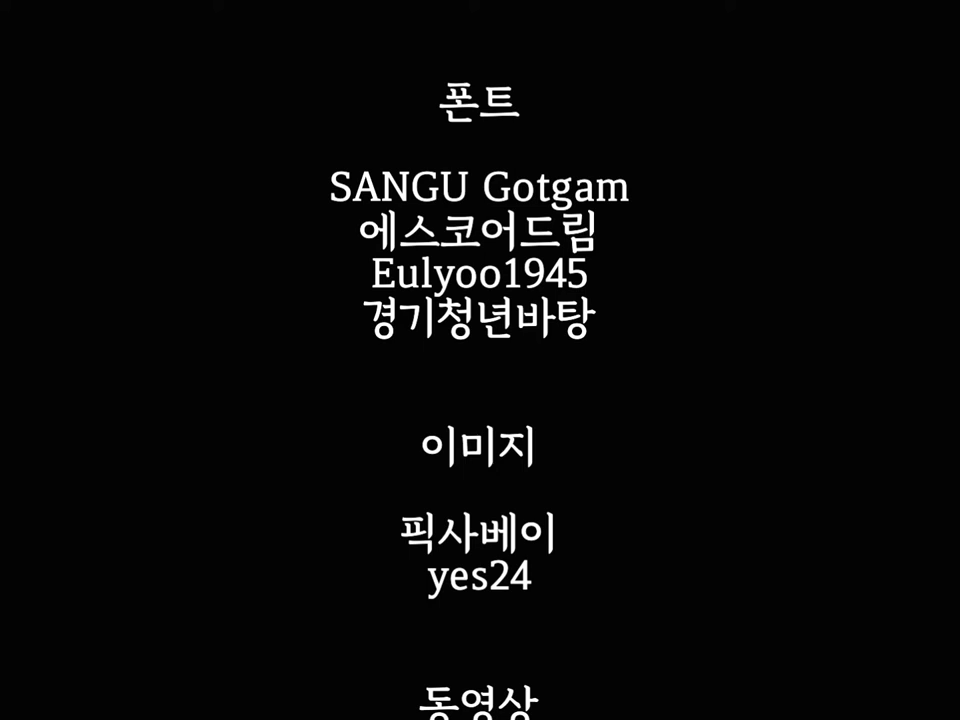 폰트
SANGU Gotgam
에스코어드림
Eulyoo1945
경기청년바탕
이미지
픽사베이
yes24
동영상